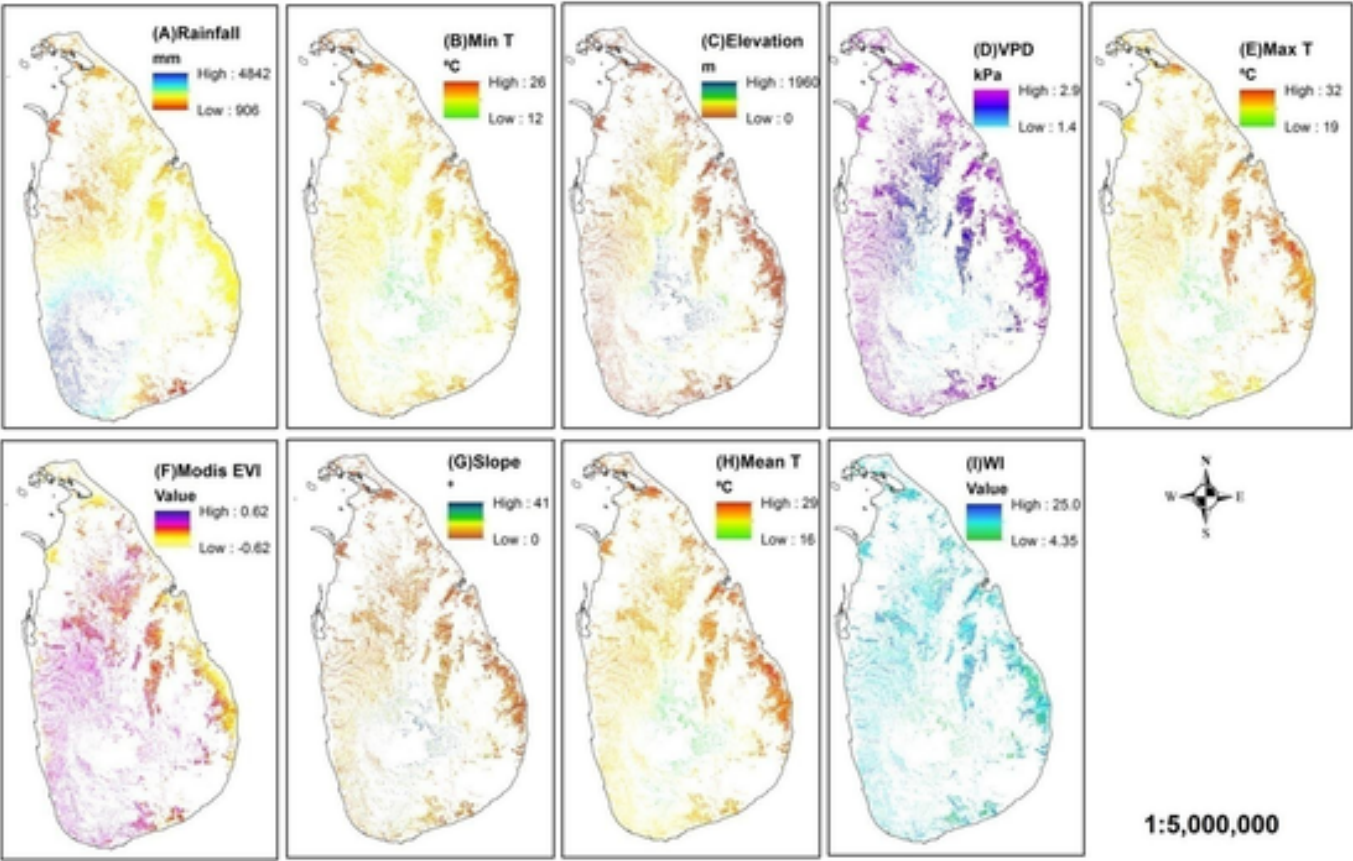 (A)Rainfall
mm
High : 4842
Low : 906
(B)Min T
ºC
High : 26
Low : 12
(C)Elevation
m
High : 1960
Low : 0
(D)VPD
kPa
High : 2.9
Low : 1.4
(E)Max T
ºC
High : 32
Low : 19
(F)Modis EVI
Value
High : 0.62
Low : -0.62
(G)Slope
°
High : 41
Low : 0
(H)Mean T
ºC
High : 29
Low : 16
(I)WI
Value
High : 25.0
Low : 4.35
N
W E
S
1:5,000,000